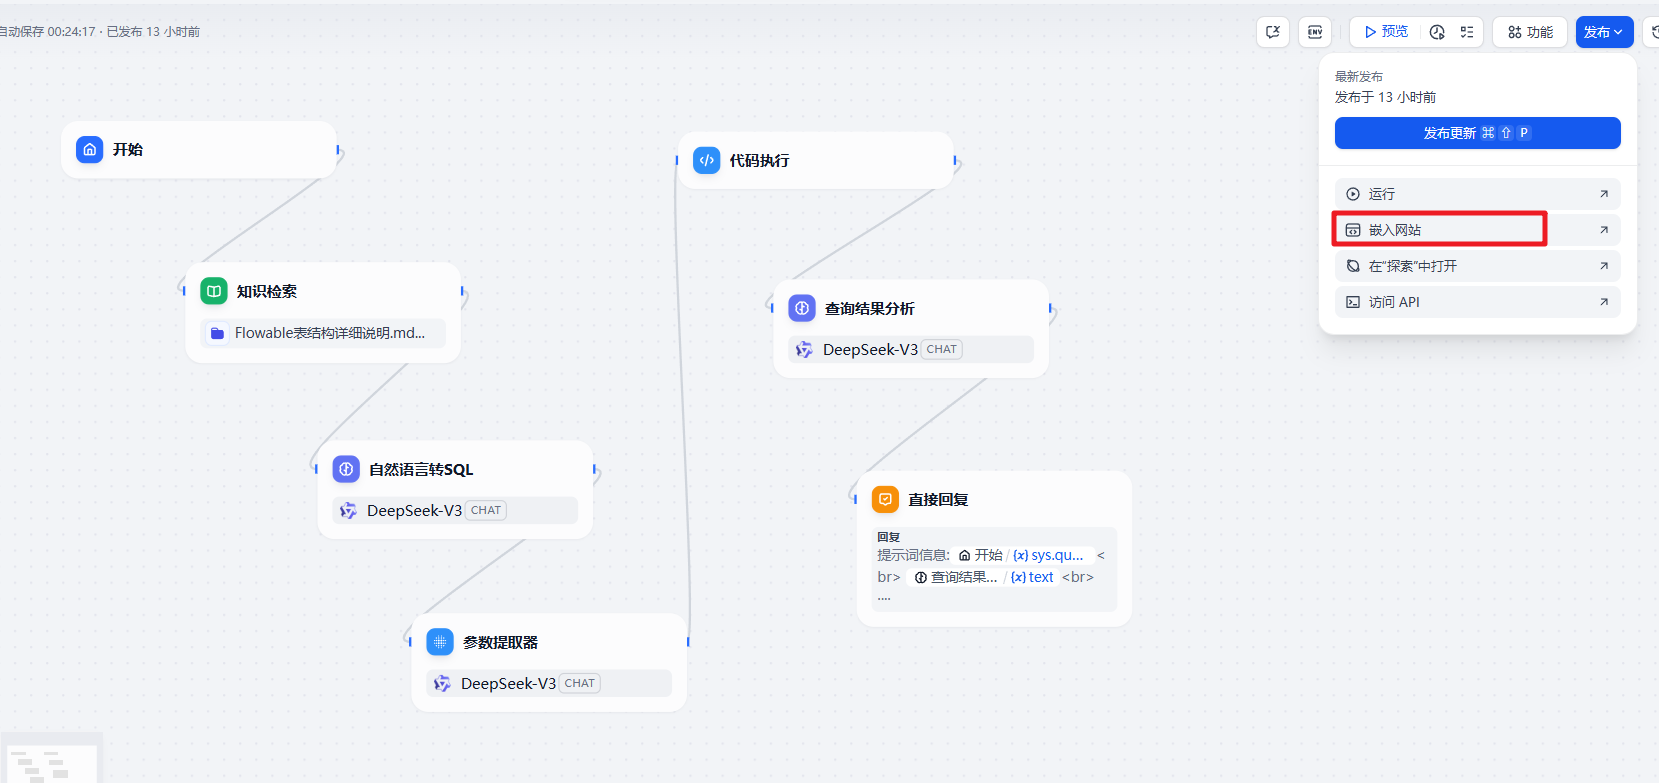 自动保存 00:24:17 · 已发布 13 小时前
ENV
预览
功能
发布
最新发布
发布于 13 小时前
发布更新 ⌘ ⇧ P
运行
嵌入网站
在“探索”中打开
访问 API
开始
知识检索
Flowable表结构详细说明.md...
自然语言转SQL
DeepSeek-V3 CHAT
参数提取器
DeepSeek-V3 CHAT
代码执行
查询结果分析
DeepSeek-V3 CHAT
直接回复
回复
提示词信息: 开始 / {x} sys.qu... <
br> 查询结果... / {x} text <br>
....